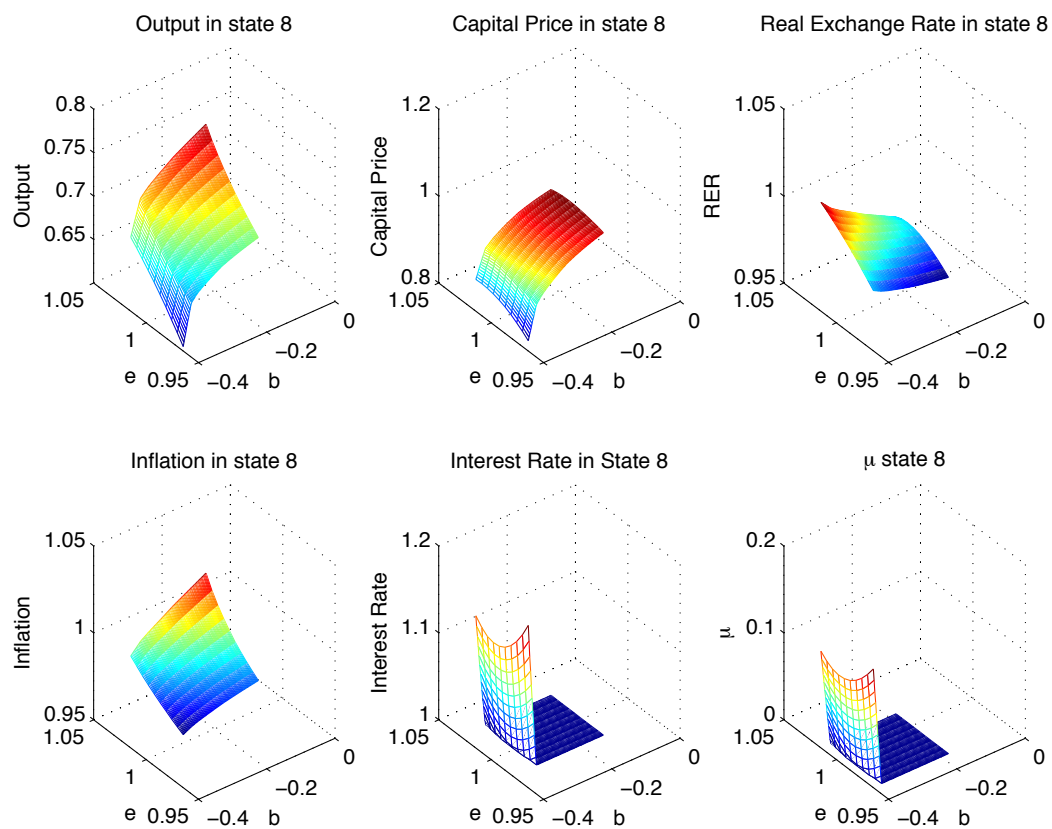 Output in state 8
0.8
0.75
0.7
0.65
Output
1.05
1
0.95
e
−0.4
−0.2
0
b
Capital Price in state 8
1.2
1
0.8
Capital Price
1.05
1
0.95
e
−0.4
−0.2
0
b
Real Exchange Rate in state 8
1.05
1
0.95
RER
1.05
1
0.95
e
−0.4
−0.2
0
b
Inflation in state 8
1.05
1
0.95
Inflation
1.05
1
0.95
e
−0.4
−0.2
0
b
Interest Rate in State 8
1.2
1.1
1
Interest Rate
1.05
1
0.95
e
−0.4
−0.2
0
b
μ state 8
0.2
0.1
0
μ
1.05
1
0.95
e
−0.4
−0.2
0
b